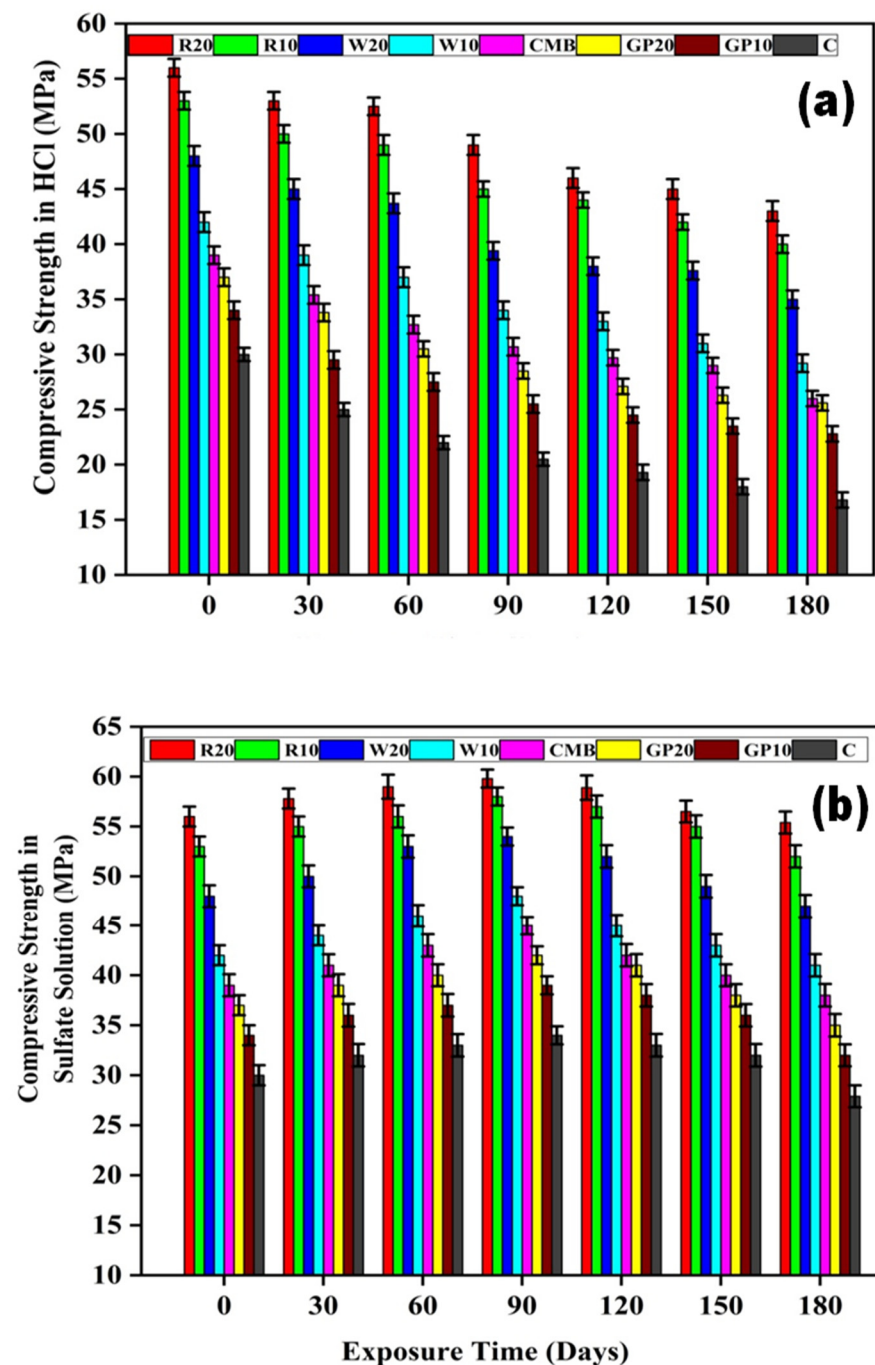 Compressive Strength in HCl (MPa)
60
55
50
45
40
35
30
25
20
15
10
R20 R10 W20 W10 CMB GP20 GP10 C
(a)
0 30 60 90 120 150 180
Compressive Strength in
Sulfate Solution (MPa)
65
60
55
50
45
40
35
30
25
20
15
10
R20 R10 W20 W10 CMB GP20 GP10 C
(b)
0 30 60 90 120 150 180
Exposure Time (Days)